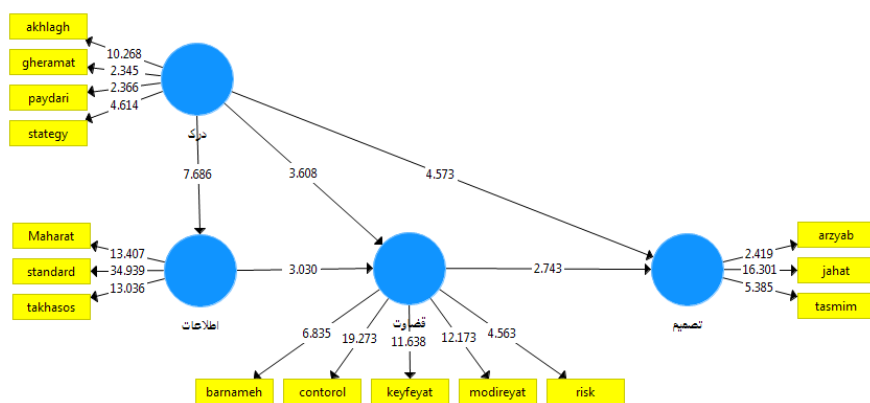 akhlagh
10.268
gheramat
2.345
paydari
2.366
stategy
4.614
درک
7.686
3.608
4.573
Maharat
13.407
standard
34.939
takhasos
13.036
اطلاعات
3.030
قضاوت
2.743
تصمیم
arzyab
2.419
jahat
16.301
tasmim
5.385
6.835
19.273
11.638
12.173
4.563
barnameh
contorol
keyfeyat
modireyat
risk